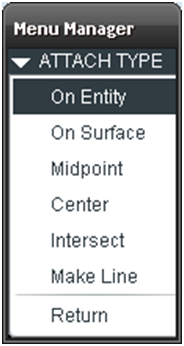 Menu Manager
ATTACH TYPE
On Entity
On Surface
Midpoint
Center
Intersect
Make Line
Return